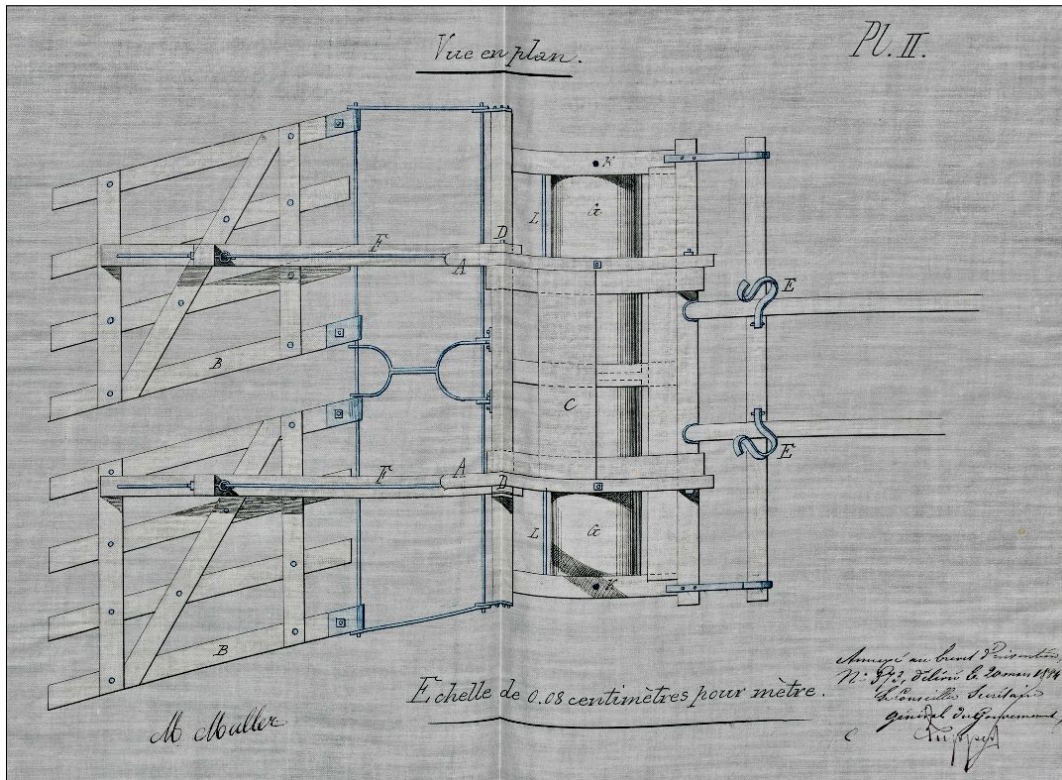 Vue en plan.
Pl. II.
K
L
G
D
F
A
E
B
C
F
A
D
E
L
G
K
B
Echelle de 0.08 centimètres pour mètre.
M Muller
Annexé au brevet d'invention
N° délivré le 20 mars 1884
Le Conseiller Secrétaire
général du Gouvernement,